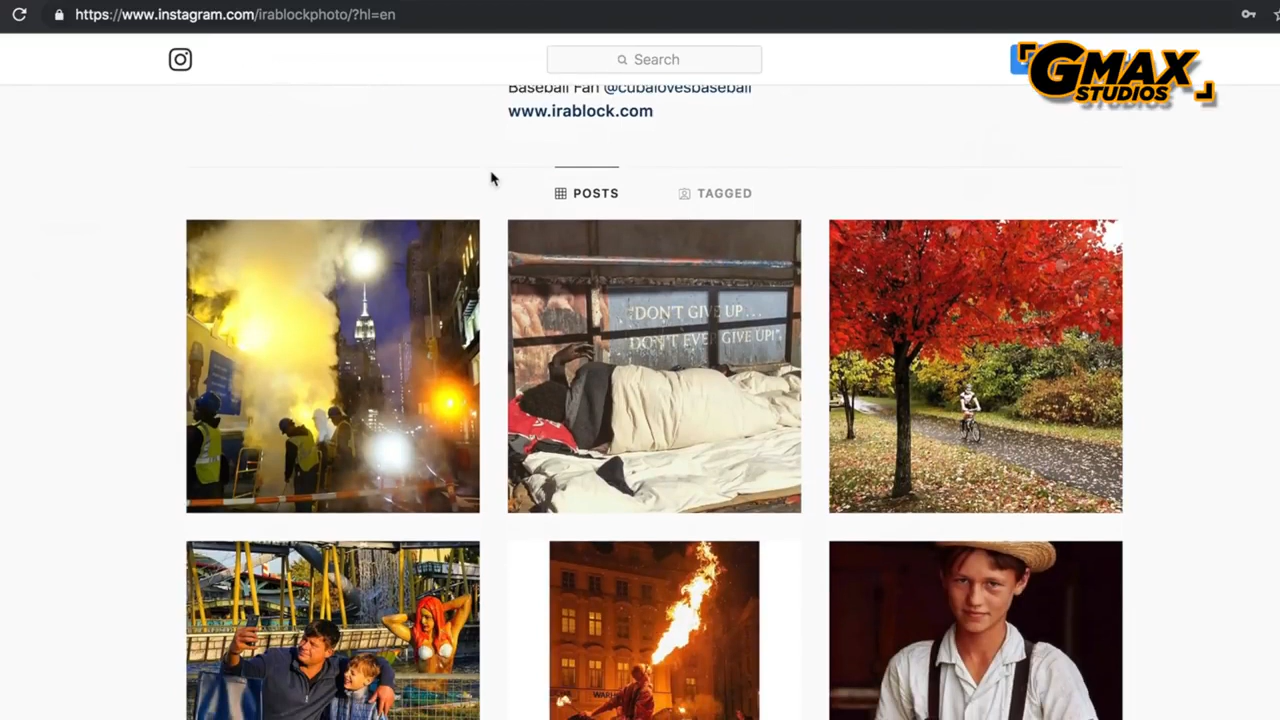 https://www.instagram.com/irablockphoto/?hl=en
Search
GMAX
STUDIOS
Baseball Fan @cubalovesbaseball
www.irablock.com
POSTS
TAGGED
"DON'T GIVE UP...
DON'T EVER GIVE UP!"
WARH